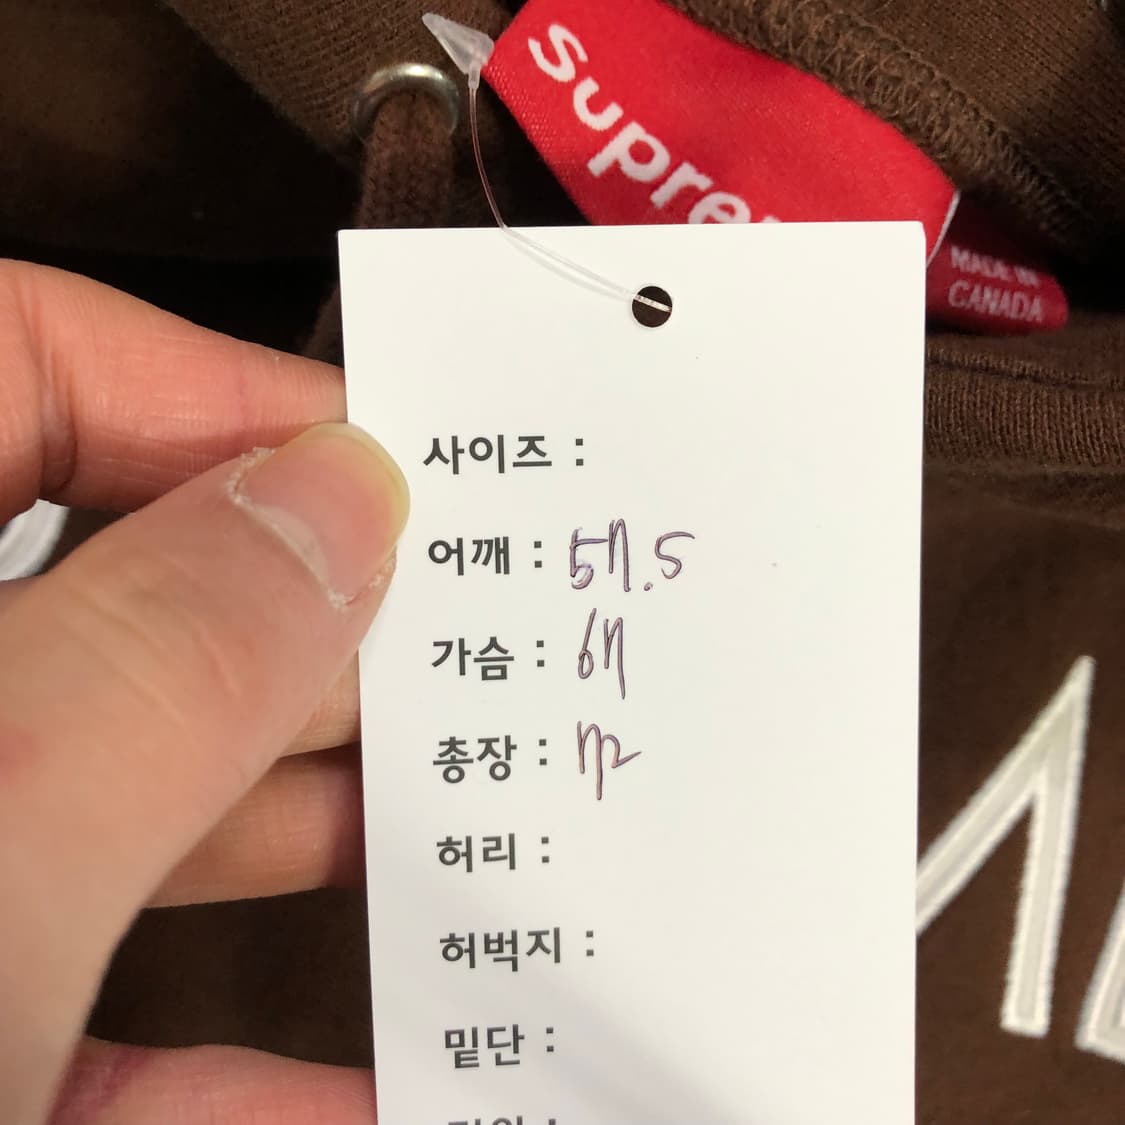 Supre
MADE IN
CANADA
사이즈 :
어깨 : 57.5
가슴 : 67
총장 : 72
허리 :
허벅지 :
밑단 :